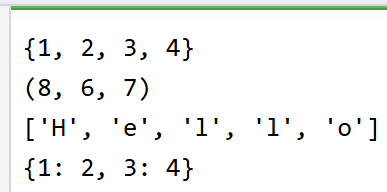 {1, 2, 3, 4}
(8, 6, 7)
['H', 'e', 'l', 'l', 'o']
{1: 2, 3: 4}